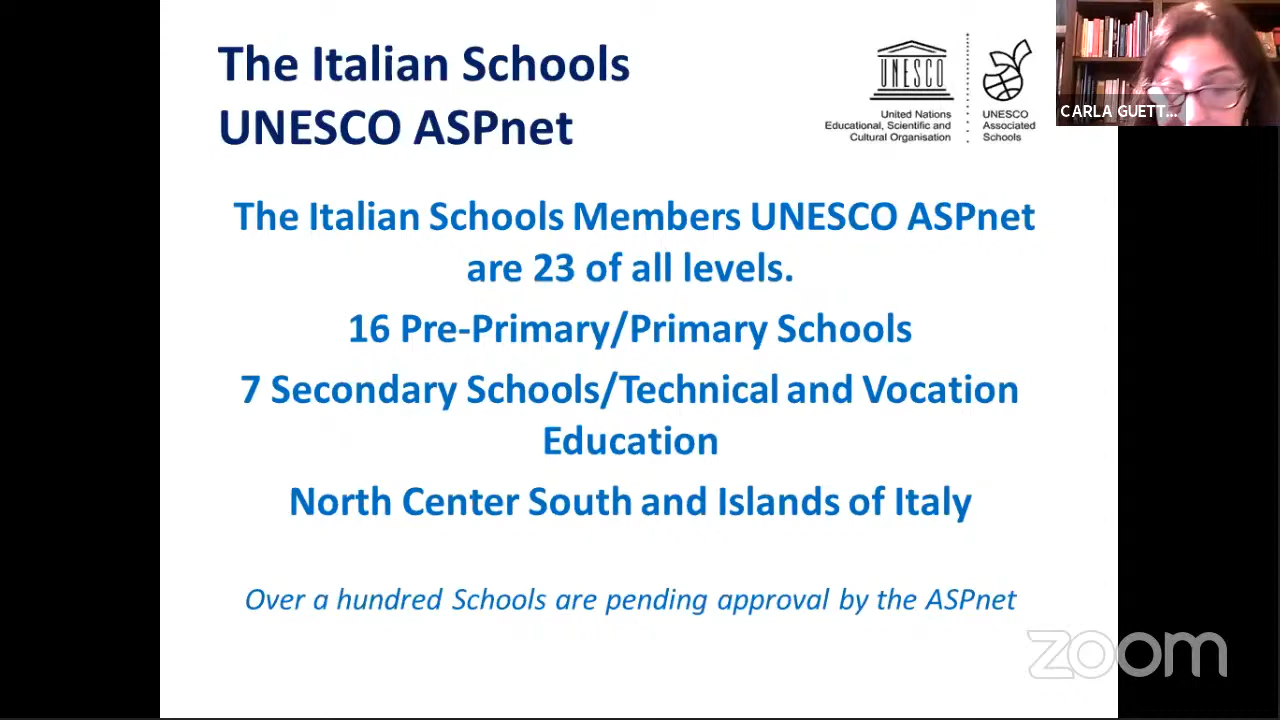 The Italian Schools
UNESCO ASPnet
UNESCO
United Nations
Educational, Scientific and
Cultural Organisation
UNESCO
Associated
Schools
CARLA GUETT...
The Italian Schools Members UNESCO ASPnet
are 23 of all levels.
16 Pre-Primary/Primary Schools
7 Secondary Schools/Technical and Vocation
Education
North Center South and Islands of Italy
Over a hundred Schools are pending approval by the ASPnet
zoom